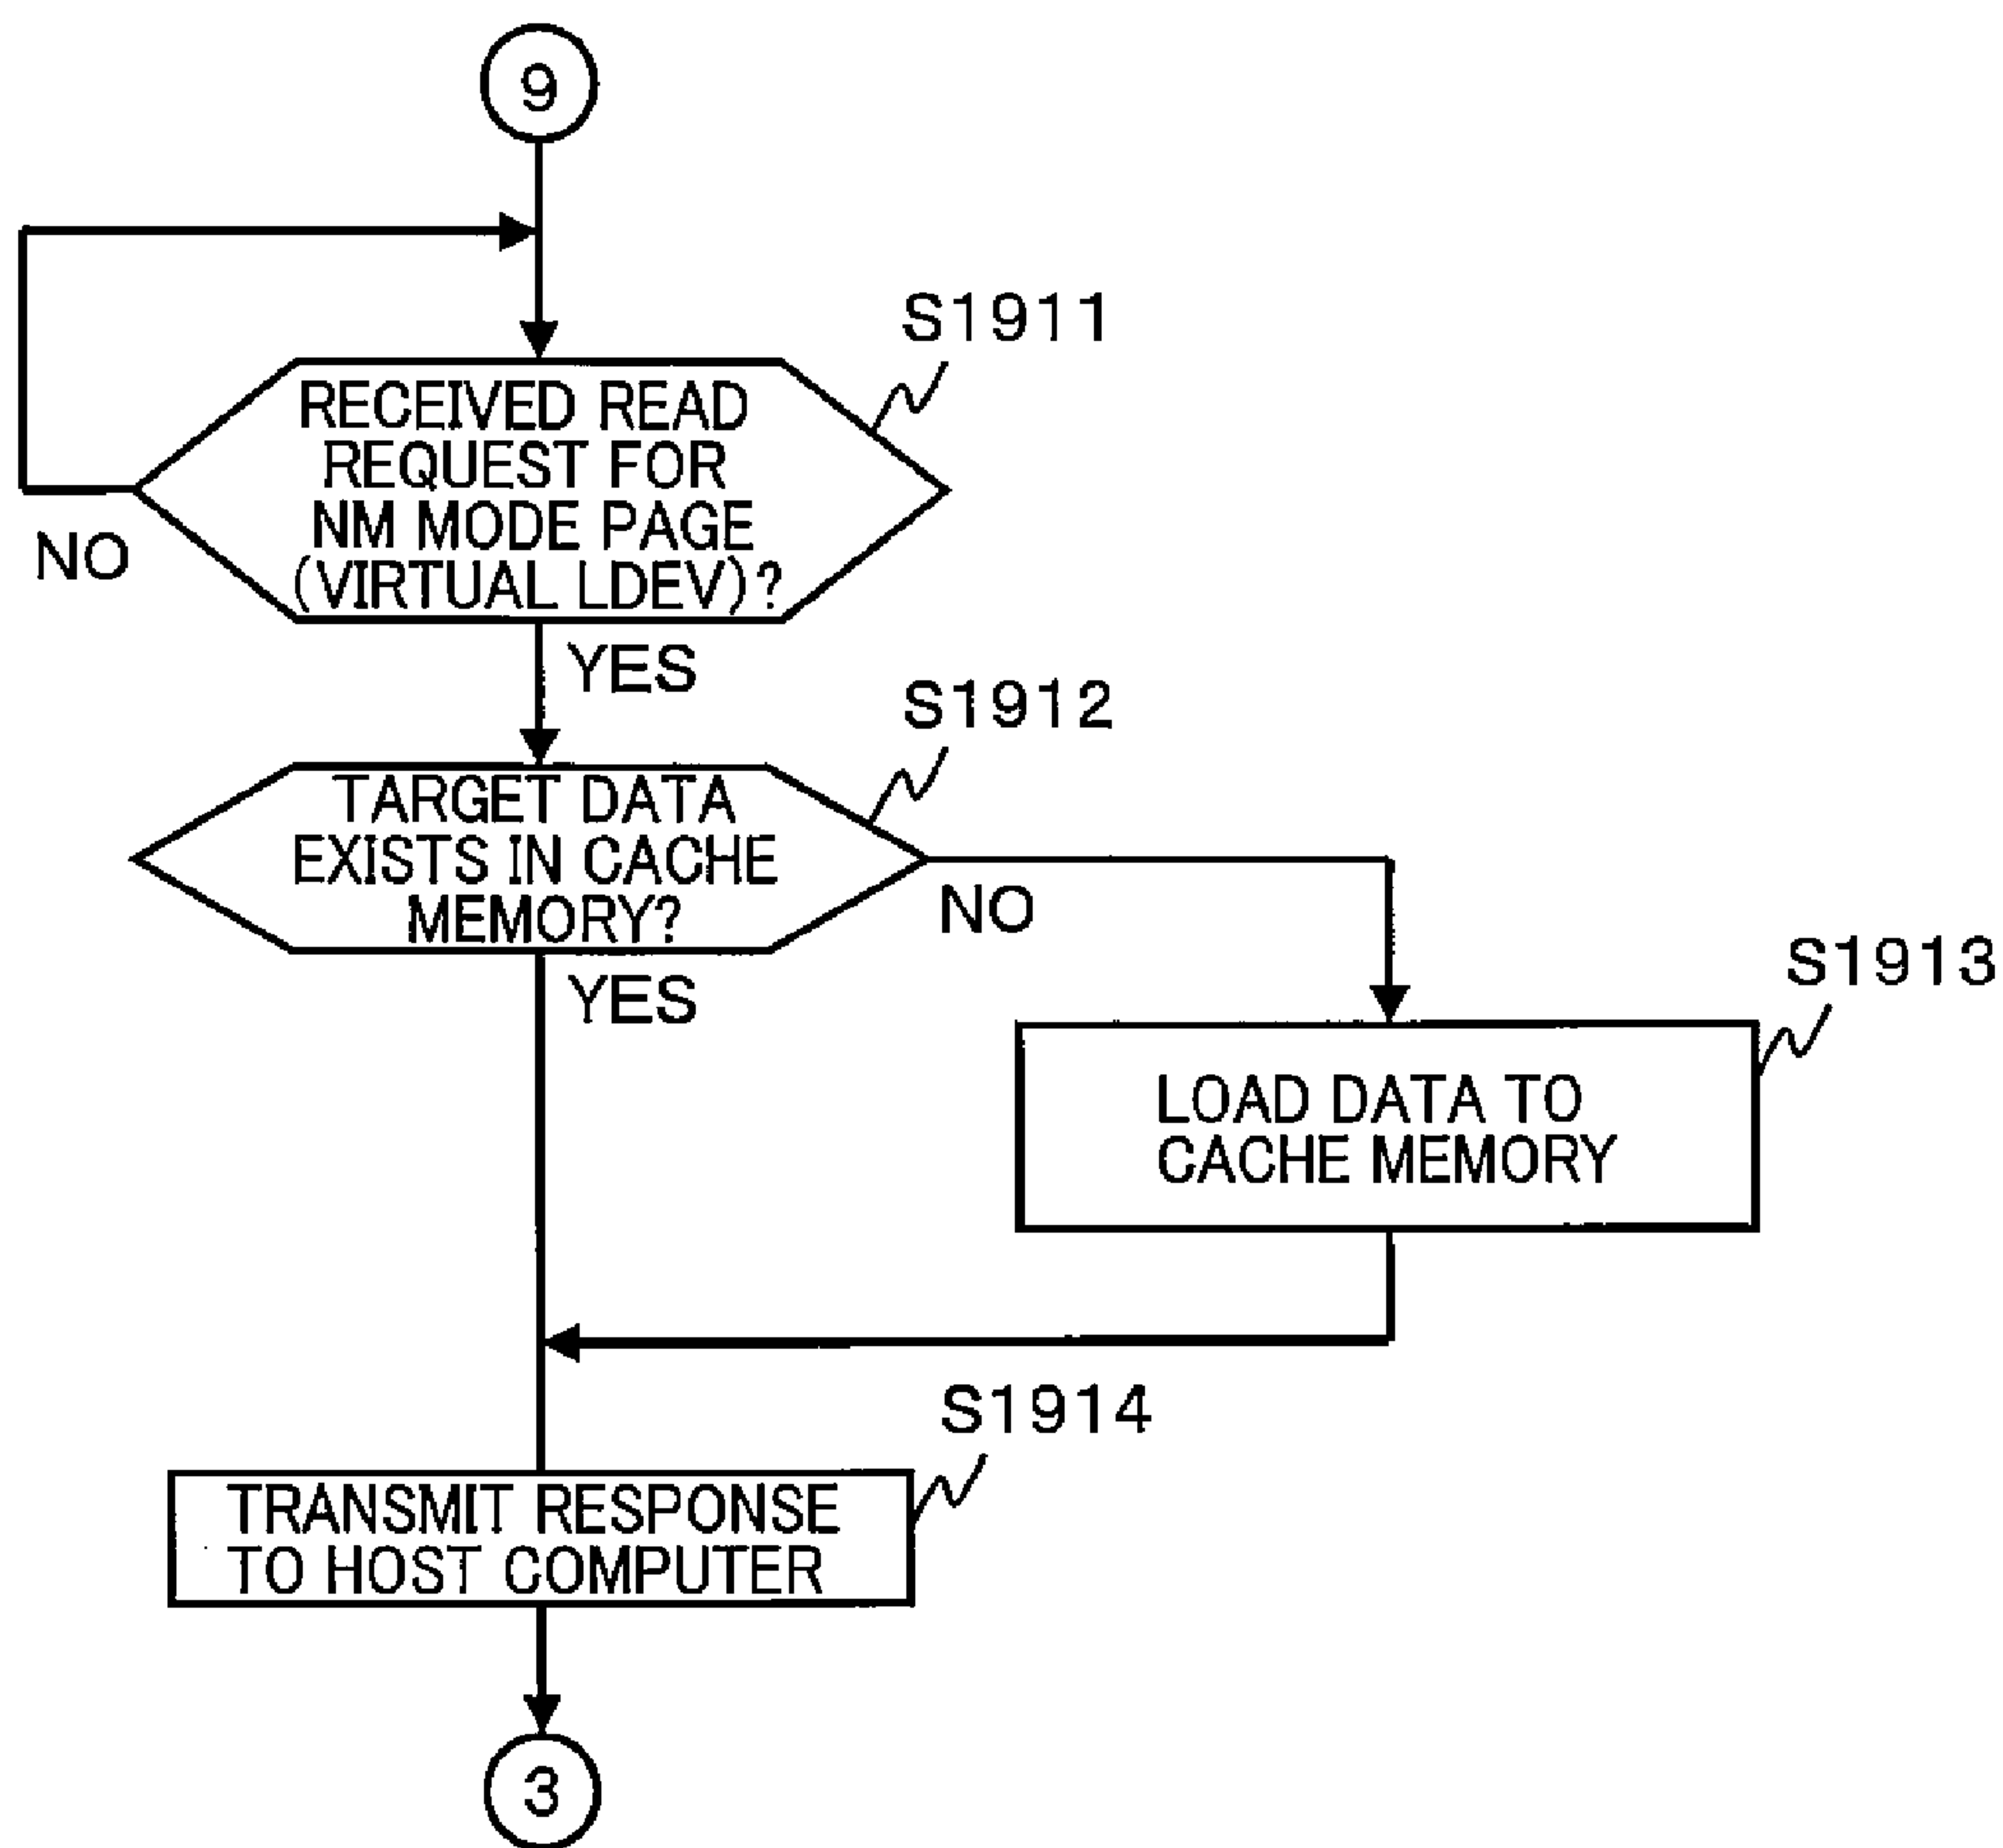 9
S1911
RECEIVED READ
REQUEST FOR
NM MODE PAGE
(VIRTUAL LDEV)?
NO
YES
S1912
TARGET DATA
EXISTS IN CACHE
MEMORY?
NO
YES
S1913
LOAD DATA TO
CACHE MEMORY
S1914
TRANSMIT RESPONSE
TO HOST COMPUTER
3